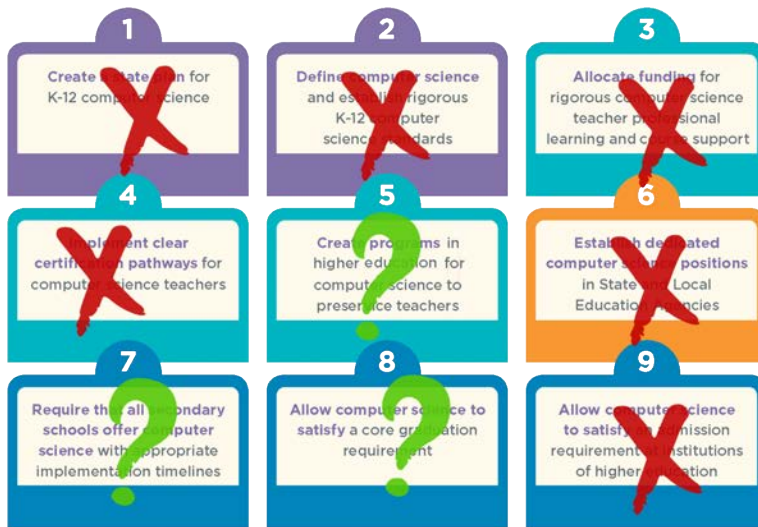 1
Create a state plan for
K-12 computer science
2
Define computer science
and establish rigorous
K-12 computer
science standards
3
Allocate funding for
rigorous computer science
teacher professional
learning and course support
4
Implement clear
certification pathways for
computer science teachers
5
Create programs in
higher education for
computer science to
preservice teachers
6
Establish dedicated
computer science positions
in State and Local
Education Agencies
7
Require that all secondary
schools offer computer
science with appropriate
implementation timelines
8
Allow computer science to
satisfy a core graduation
requirement
9
Allow computer science
to satisfy an admission
requirement at institutions
of higher education